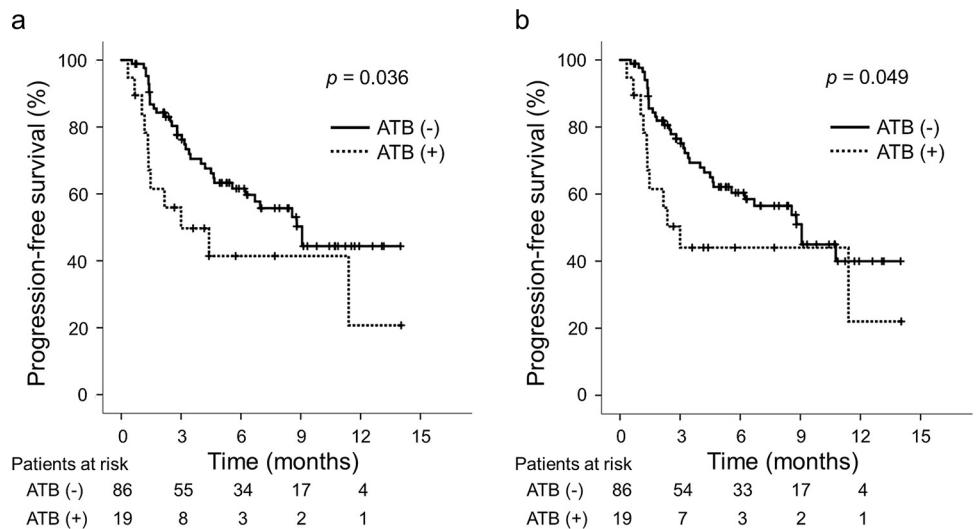 a
Progression-free survival (%)
100
80
60
40
20
0
p = 0.036
ATB (-)
ATB (+)
0 3 6 9 12 15
Time (months)
Patients at risk
ATB (-) 86 55 34 17 4
ATB (+) 19 8 3 2 1
b
Progression-free survival (%)
100
80
60
40
20
0
p = 0.049
ATB (-)
ATB (+)
0 3 6 9 12 15
Time (months)
Patients at risk
ATB (-) 86 54 33 17 4
ATB (+) 19 7 3 2 1